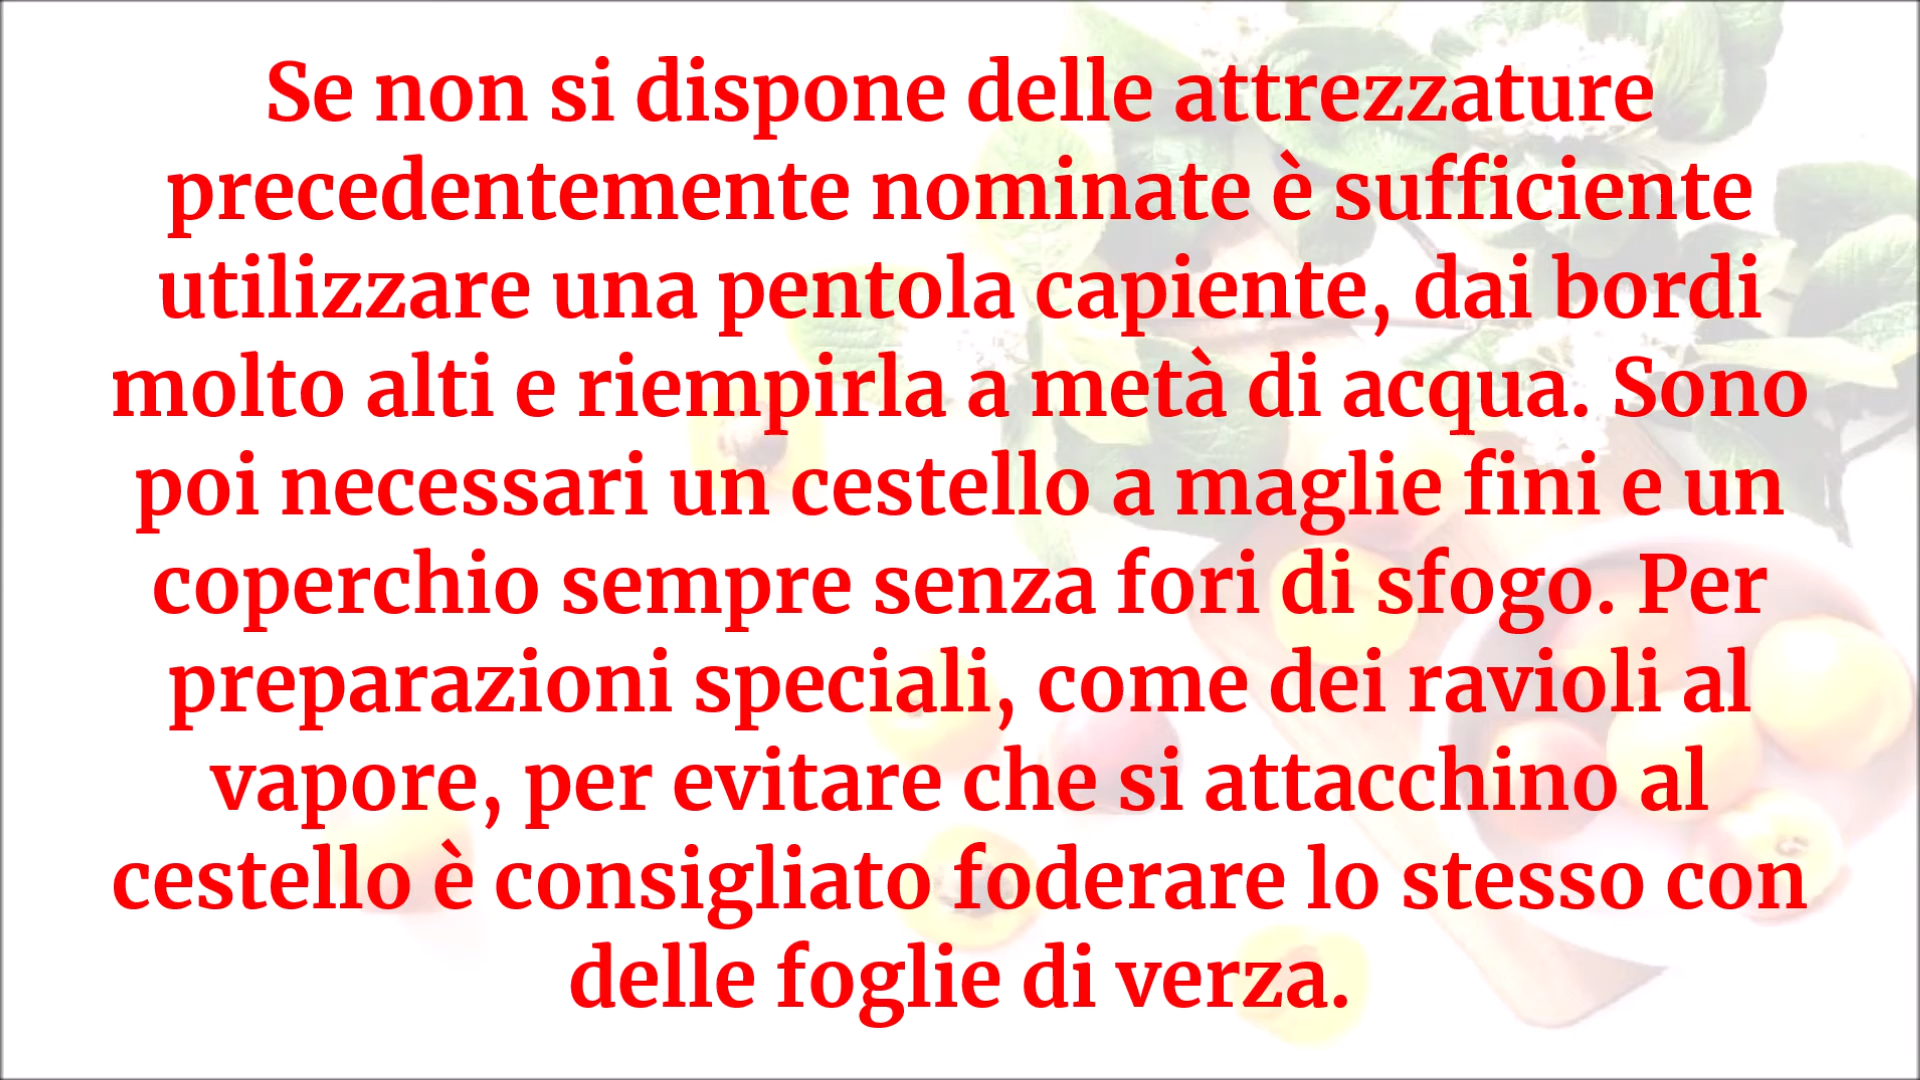 Se non si dispone delle attrezzature
precedentemente nominate è sufficiente
utilizzare una pentola capiente, dai bordi
molto alti e riempirla a metà di acqua. Sono
poi necessari un cestello a maglie fini e un
coperchio sempre senza fori di sfogo. Per
preparazioni speciali, come dei ravioli al
vapore, per evitare che si attacchino al
cestello è consigliato foderare lo stesso con
delle foglie di verza.